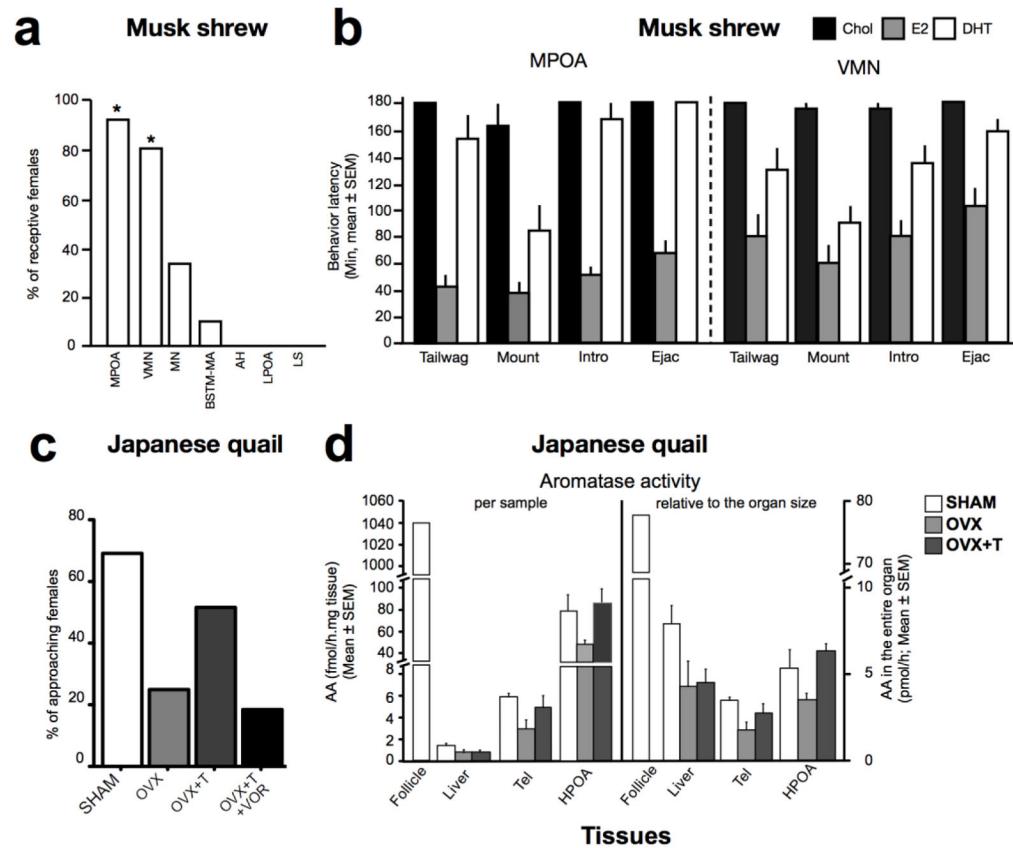 a
Musk shrew
% of receptive females
100
80
60
40
20
0
*
*
MPOA
VMN
MN
BSTM-MA
AH
LPOA
LS
b
Musk shrew
Chol
E2
DHT
MPOA
VMN
Behavior latency
(Min, mean ± SEM)
180
160
140
120
100
80
60
40
20
0
Tailwag
Mount
Intro
Ejac
Tailwag
Mount
Intro
Ejac
c
Japanese quail
% of approaching females
80
60
40
20
0
SHAM
OVX
OVX+T
OVX+T
+VOR
d
Japanese quail
Aromatase activity
per sample
relative to the organ size
SHAM
OVX
OVX+T
AA (fmol/h.mg tissue)
(Mean ± SEM)
1060
1040
1020
1000
100
80
60
40
8
6
4
2
0
AA in the entire organ
(pmol/h; Mean ± SEM)
80
70
10
5
0
Follicle
Liver
Tel
HPOA
Follicle
Liver
Tel
HPOA
Tissues